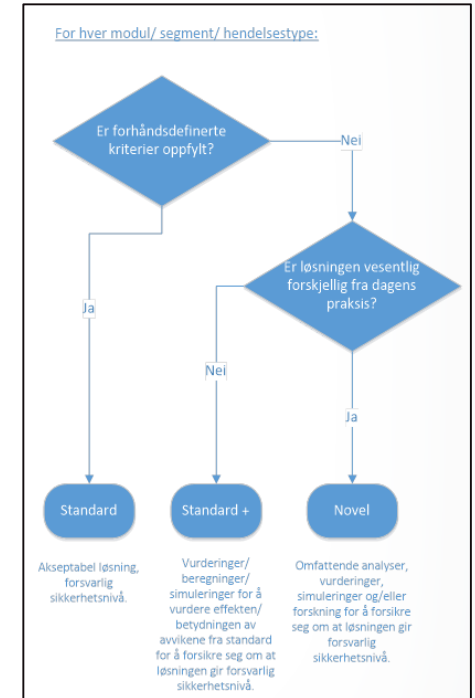 For hver modul/ segment/ hendelsestype:
Er forhåndsdefinerte
kriterier oppfylt?
Nei
Er løsningen vesentlig
forskjellig fra dagens
praksis?
Ja
Nei
Ja
Standard
Standard +
Novel
Akseptabel løsning,
forsvarlig
sikkerhetsnivå.
Vurderinger/
beregninger/
simuleringer for å
vurdere effekten/
betydningen av
avvikene fra standard
for å forsikre seg om at
løsningen gir forsvarlig
sikkerhetsnivå.
Omfattende analyser,
vurderinger,
simuleringer og/eller
forskning for å forsikre
seg om at løsningen gir
forsvarlig
sikkerhetsnivå.